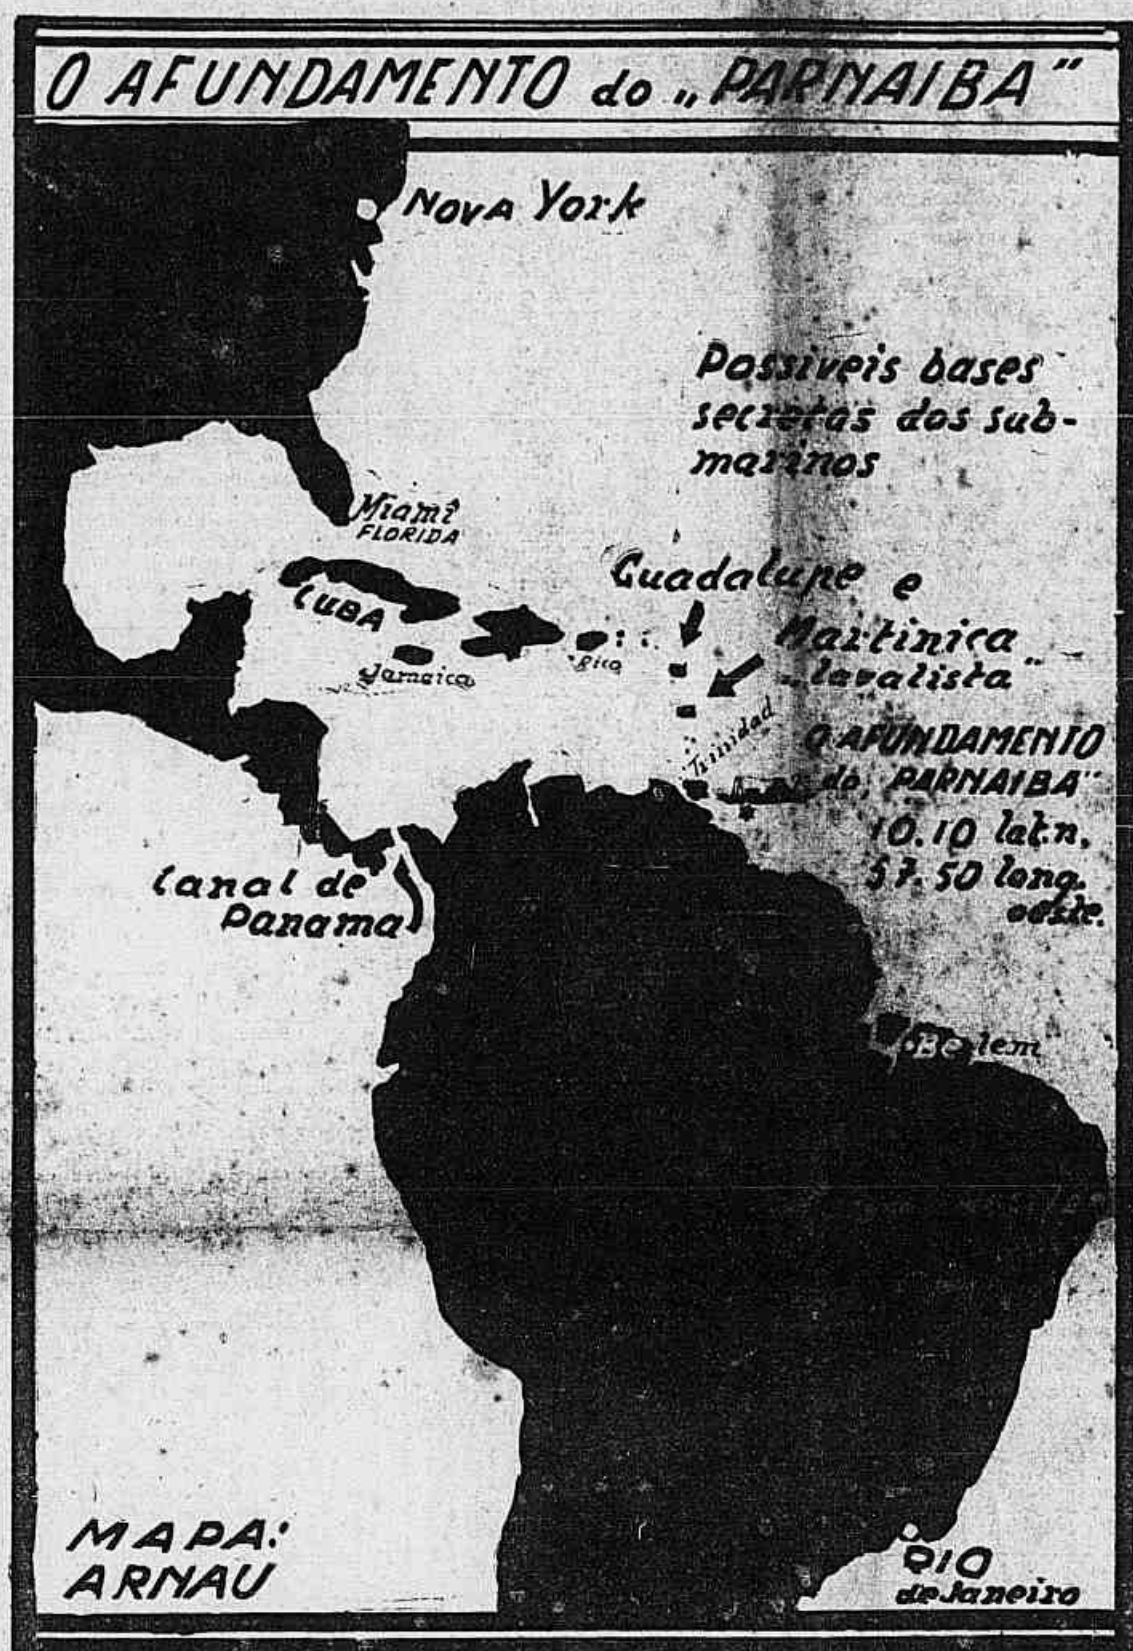 O AFUNDAMENTO do „PARNAIBA"
NOVA York
Possiveis bases
secretas dos sub-
marinos
Miami
FLORIDA
Guadalupe e
Martinica
„lavalista"
CUBA
Jamaica
Rico
Trinidad
O AFUNDAMENTO
do „PARNAIBA"
10.10 lat.n.
57.50 long.
oeste.
Canal de
Panama
Belem
MAPA:
ARNAU
RIO
de Janeiro